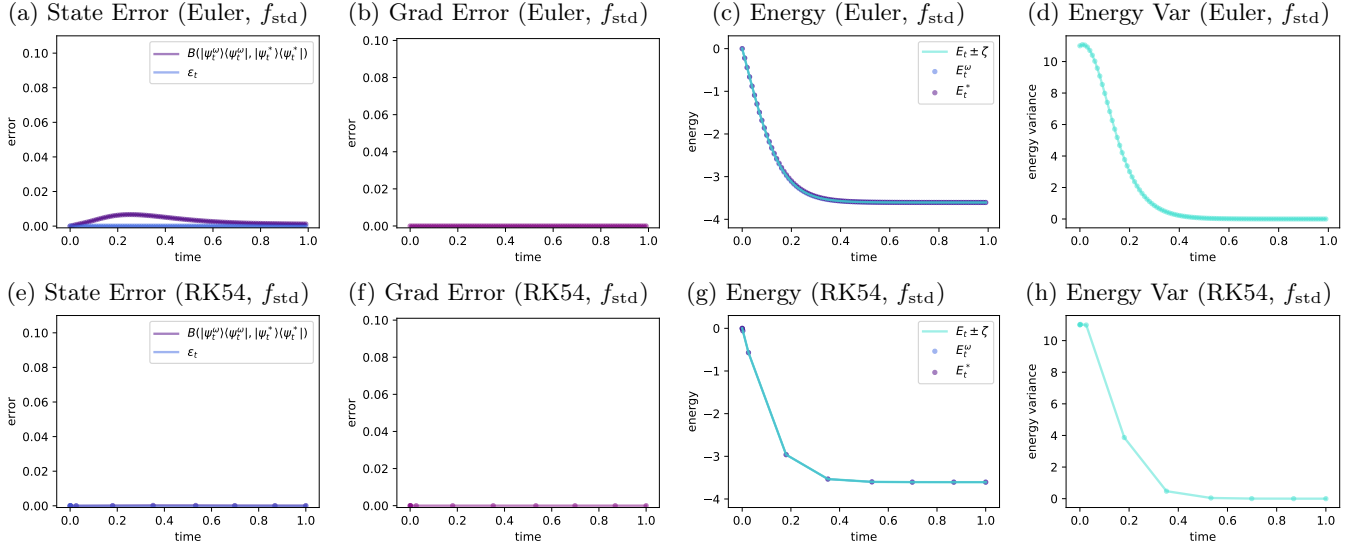 (a) State Error (Euler, f_std)
0.10
0.08
0.06
0.04
0.02
0.00
error
B(|ψ_t^ω⟩⟨ψ_t^ω|, |ψ_t^*⟩⟨ψ_t^*|)
ε_t
0.0 0.2 0.4 0.6 0.8 1.0
time
(b) Grad Error (Euler, f_std)
0.10
0.08
0.06
0.04
0.02
0.00
error
0.0 0.2 0.4 0.6 0.8 1.0
time
(c) Energy (Euler, f_std)
0
−1
−2
−3
−4
energy
E_t ± ζ
E_t^ω
E_t^*
0.0 0.2 0.4 0.6 0.8 1.0
time
(d) Energy Var (Euler, f_std)
10
8
6
4
2
0
energy variance
0.0 0.2 0.4 0.6 0.8 1.0
time
(e) State Error (RK54, f_std)
0.10
0.08
0.06
0.04
0.02
0.00
error
B(|ψ_t^ω⟩⟨ψ_t^ω|, |ψ_t^*⟩⟨ψ_t^*|)
ε_t
0.0 0.2 0.4 0.6 0.8 1.0
time
(f) Grad Error (RK54, f_std)
0.10
0.08
0.06
0.04
0.02
0.00
error
0.0 0.2 0.4 0.6 0.8 1.0
time
(g) Energy (RK54, f_std)
0
−1
−2
−3
−4
energy
E_t ± ζ
E_t^ω
E_t^*
0.0 0.2 0.4 0.6 0.8 1.0
time
(h) Energy Var (RK54, f_std)
10
8
6
4
2
0
energy variance
0.0 0.2 0.4 0.6 0.8 1.0
time